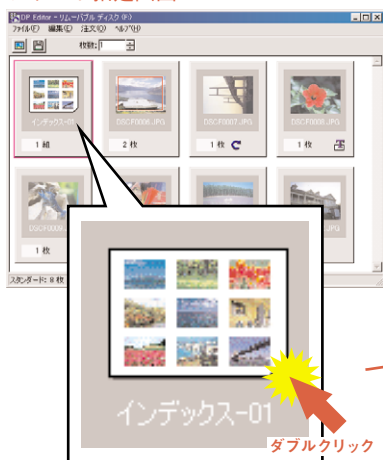 DP Editor - リムーバブル ディスク (F:)
ファイル(F) 編集(E) 注文(O) ヘルプ(H)
枚数: 1
インデックス-01
DSCF0006.JPG
DSCF0007.JPG
DSCF0008.JPG
1 組
2 枚
1 枚
1 枚
DSCF0009
.JPG
1 枚
スタンダード: 8 枚
インデックス-01
ダブルクリック